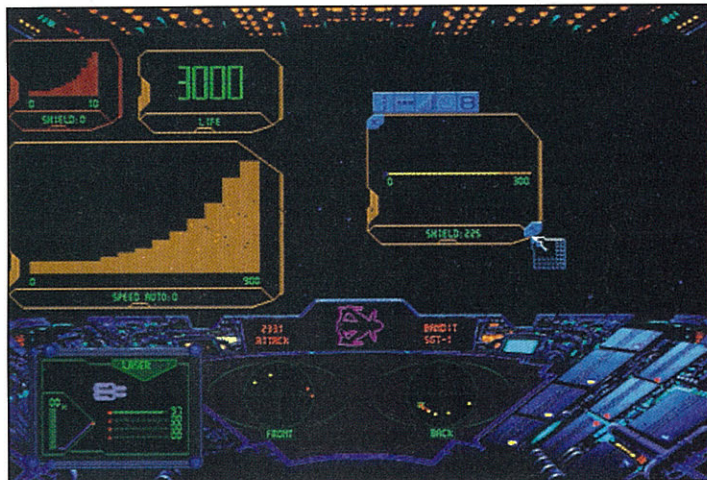 3000
0 10
SHIELD:0
LIFE
0 300
SHIELD:225
0 900
SPEED AUTO:0
2331
ATTACK
BANDIT
SGT-1
LASER
FRONT
BACK